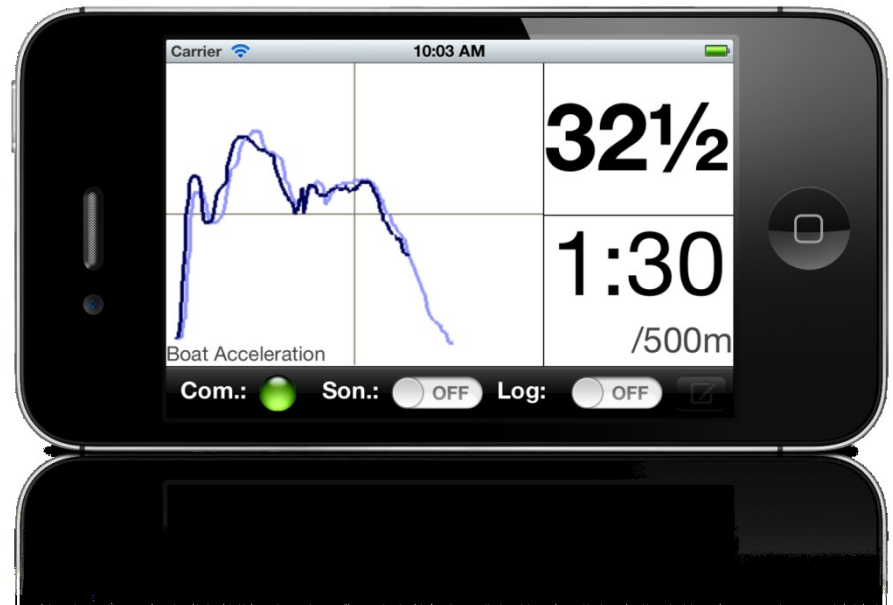 Carrier 10:03 AM
32½
1:30
/500m
Boat Acceleration
Com.: Son.: OFF Log: OFF